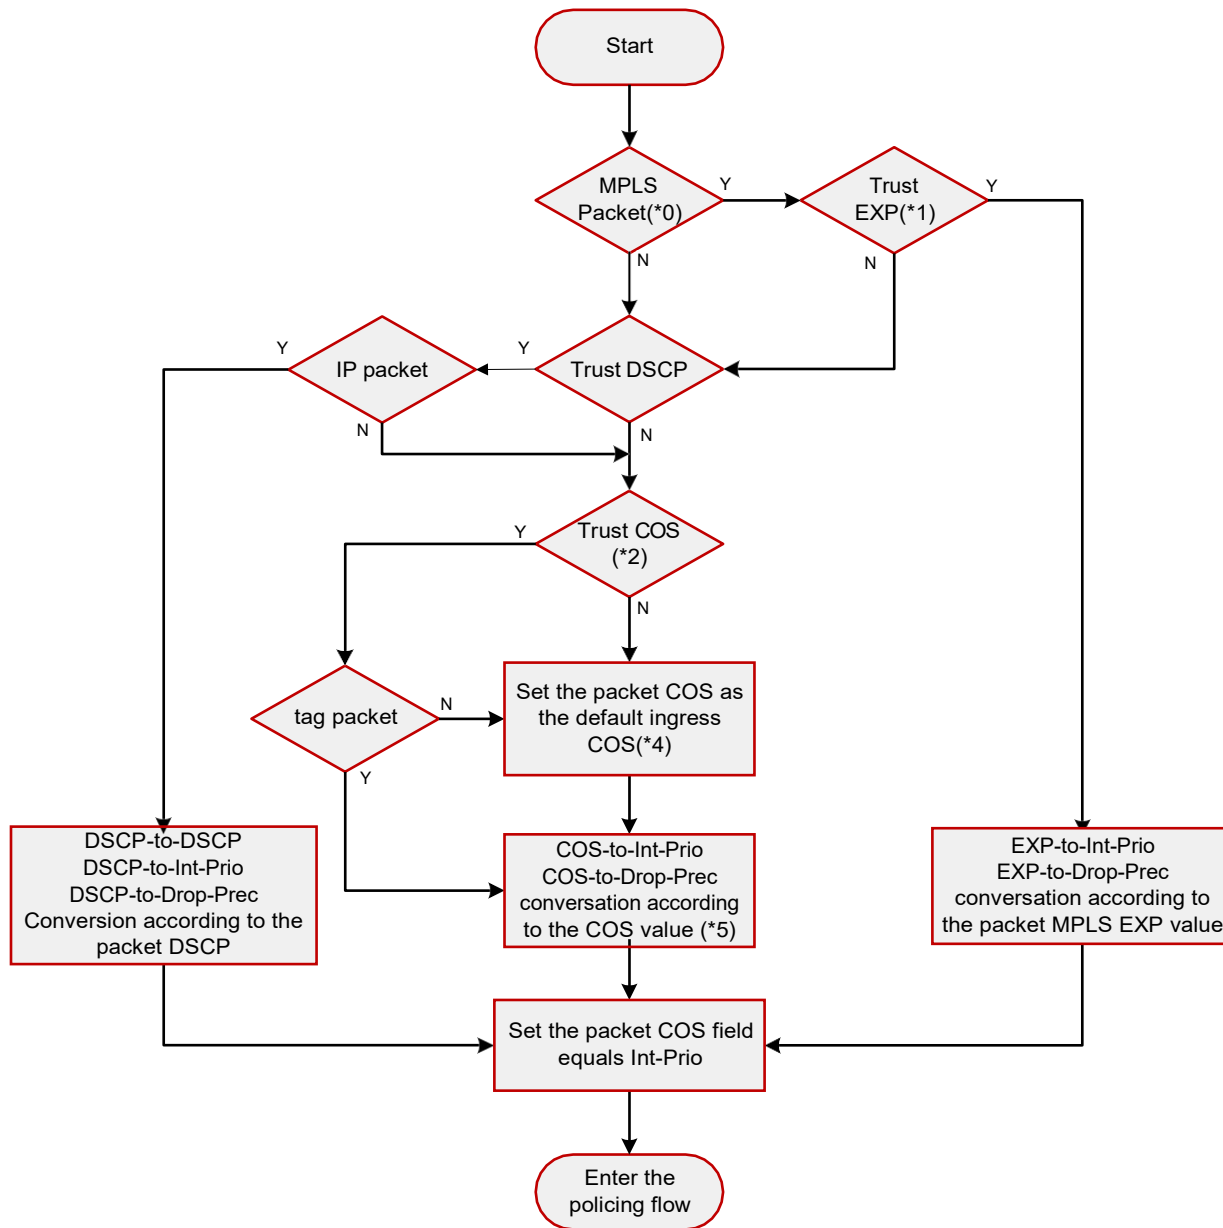 Start
MPLS
Packet(*0)
Y
Trust
EXP(*1)
Y
N
N
Y
IP packet
Y
Trust DSCP
N
N
Y
Trust COS
(*2)
N
tag packet
N
Set the packet COS as
the default ingress
COS(*4)
Y
DSCP-to-DSCP
DSCP-to-Int-Prio
DSCP-to-Drop-Prec
Conversion according to the
packet DSCP
COS-to-Int-Prio
COS-to-Drop-Prec
conversation according
to the COS value (*5)
EXP-to-Int-Prio
EXP-to-Drop-Prec
conversation according to
the packet MPLS EXP value
Set the packet COS field
equals Int-Prio
Enter the
policing flow